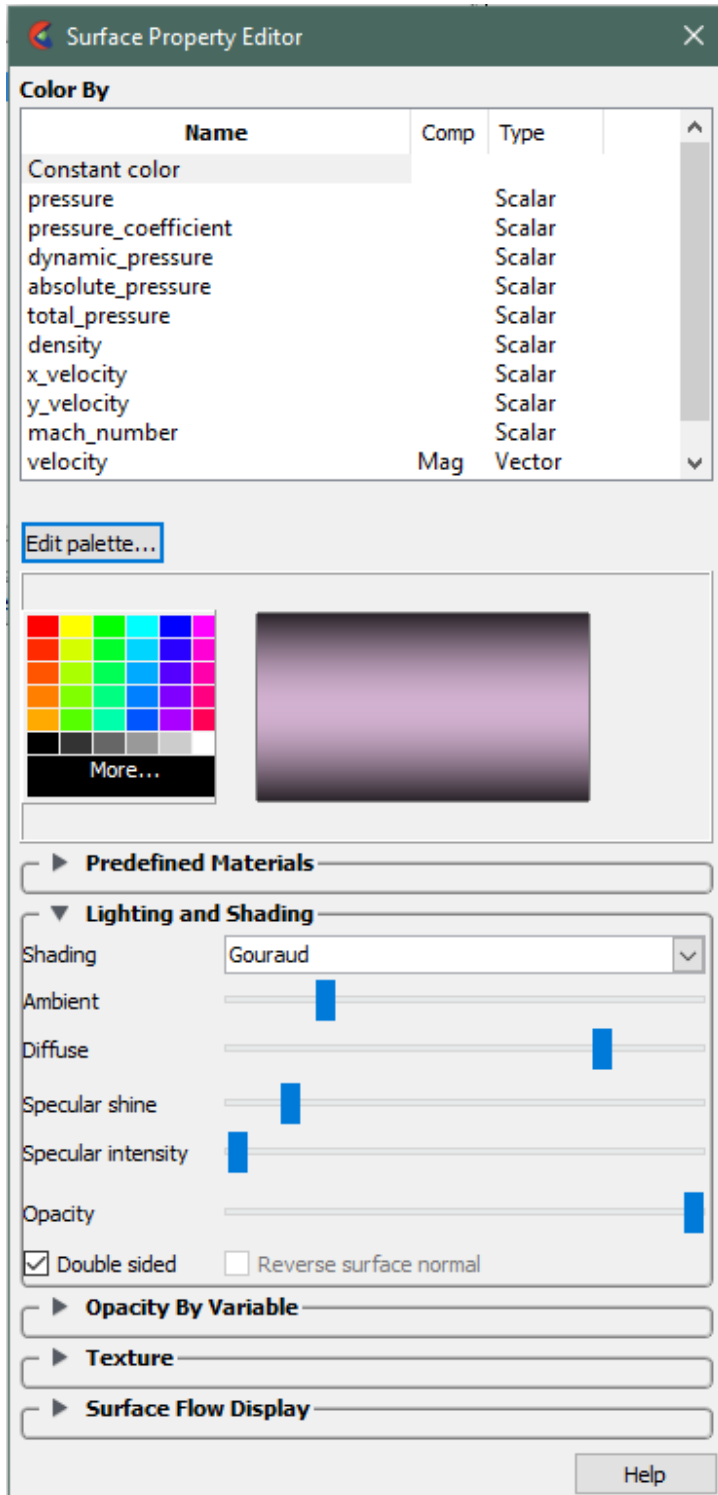 Surface Property Editor
Color By
Name Comp Type
Constant color
pressure Scalar
pressure_coefficient Scalar
dynamic_pressure Scalar
absolute_pressure Scalar
total_pressure Scalar
density Scalar
x_velocity Scalar
y_velocity Scalar
mach_number Scalar
velocity Mag Vector
Edit palette...
More...
Predefined Materials
Lighting and Shading
Shading Gouraud
Ambient
Diffuse
Specular shine
Specular intensity
Opacity
Double sided Reverse surface normal
Opacity By Variable
Texture
Surface Flow Display
Help